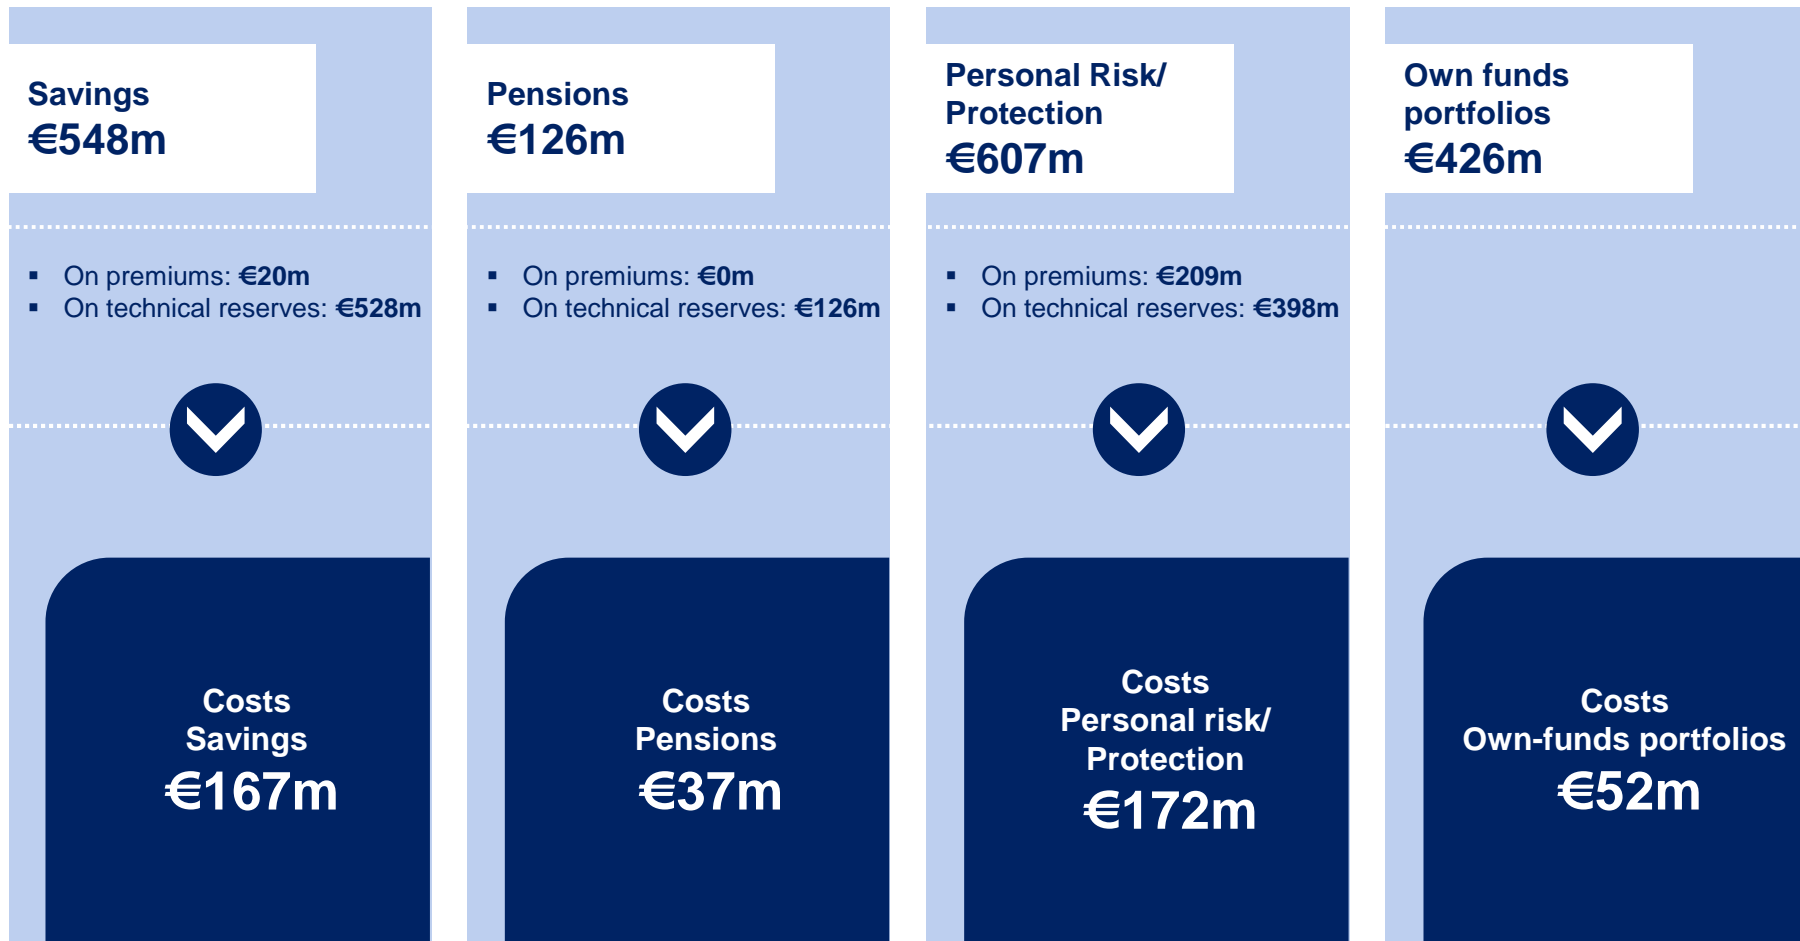 Savings
€548m
▪ On premiums: €20m
▪ On technical reserves: €528m
Costs
Savings
€167m
Pensions
€126m
▪ On premiums: €0m
▪ On technical reserves: €126m
Costs
Pensions
€37m
Personal Risk/
Protection
€607m
▪ On premiums: €209m
▪ On technical reserves: €398m
Costs
Personal risk/
Protection
€172m
Own funds
portfolios
€426m
Costs
Own-funds portfolios
€52m